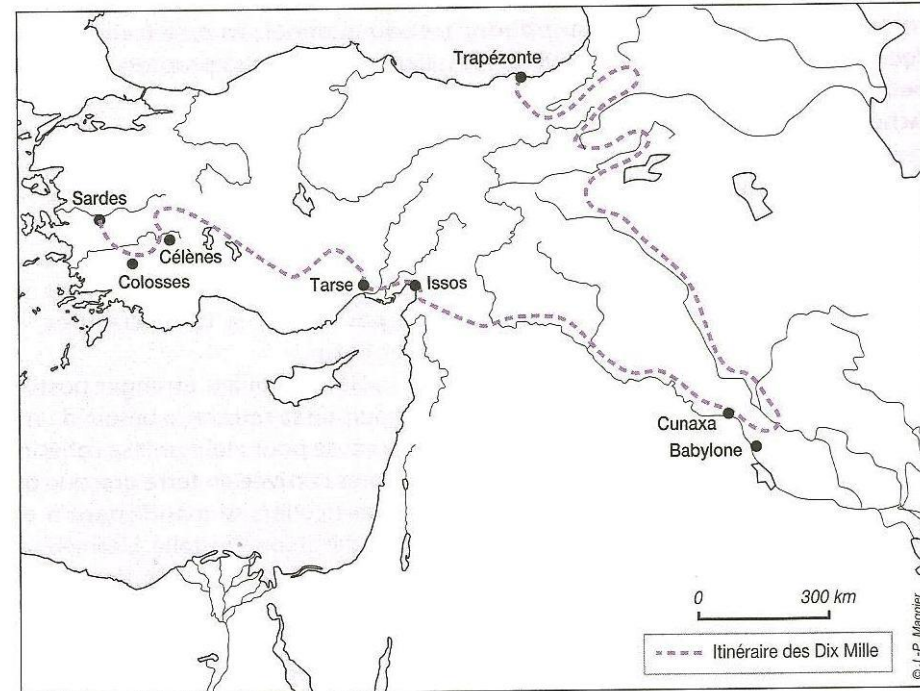 Trapézonte
Sardes
Célènes
Colosses
Tarse
Issos
Cunaxa
Babylone
0 300 km
Itinéraire des Dix Mille
© J.-P. Magnier